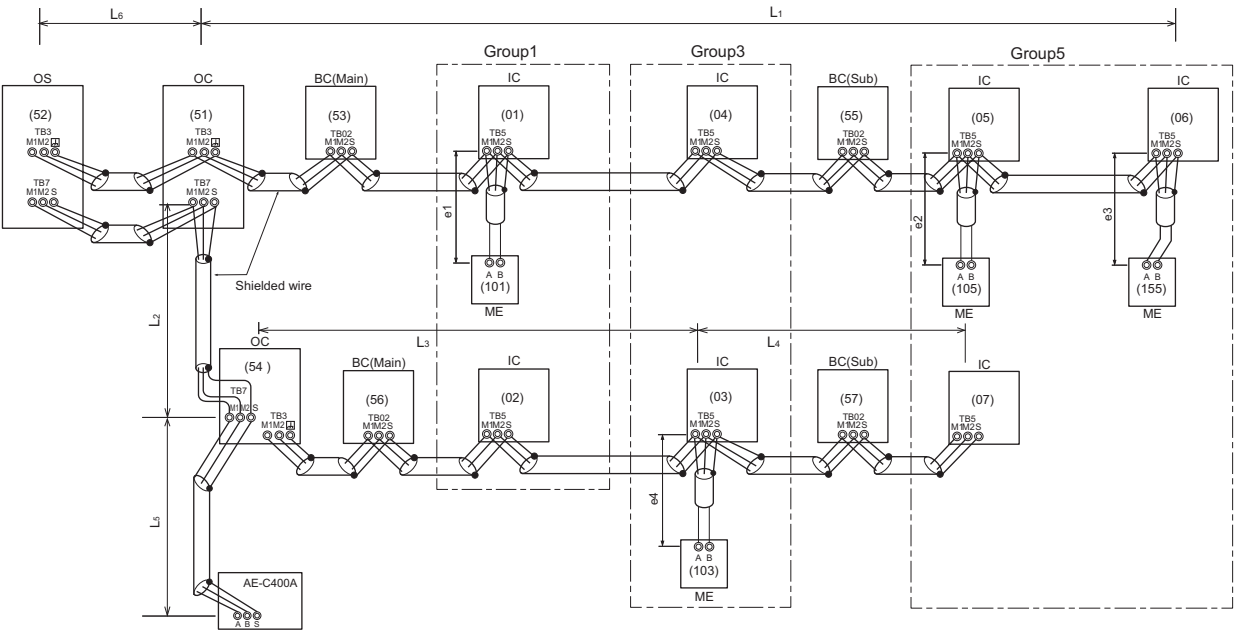 L6
L1
Group1
Group3
Group5
OS
OC
BC(Main)
IC
IC
BC(Sub)
IC
IC
(52)
(51)
(53)
(01)
(04)
(55)
(05)
(06)
TB3
M1M2
TB3
M1M2
TB02
M1M2S
TB5
M1M2S
TB5
M1M2S
TB02
M1M2S
TB5
M1M2S
TB5
M1M2S
TB7
M1M2 S
TB7
M1M2 S
e1
e2
e3
Shielded wire
A B
(101)
ME
A B
(105)
ME
A B
(155)
ME
L2
L3
L4
OC
BC(Main)
IC
IC
BC(Sub)
IC
(54 )
(56)
(02)
(03)
(57)
(07)
TB7
M1M2 S
TB3
M1M2
TB02
M1M2S
TB5
M1M2S
TB5
M1M2S
TB02
M1M2S
TB5
M1M2S
e4
L5
A B
(103)
ME
AE-C400A
A B S